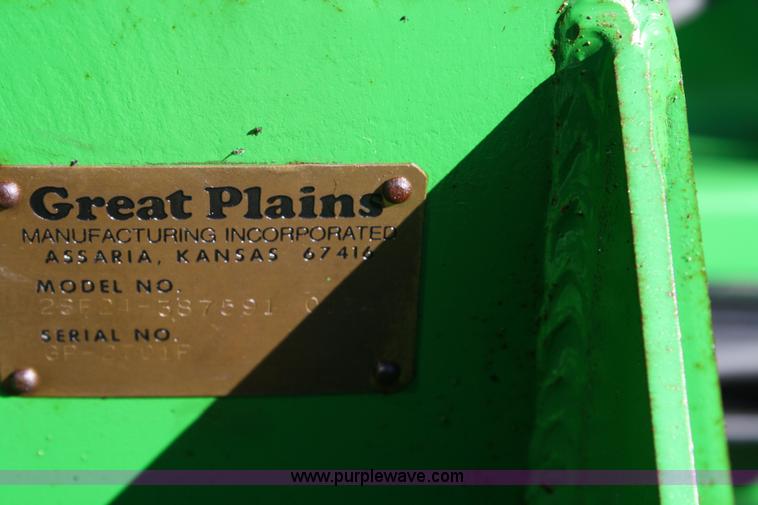 Great Plains
MANUFACTURING INCORPORATED
ASSARIA, KANSAS 67416
MODEL NO.
SERIAL NO.
www.purplewave.com